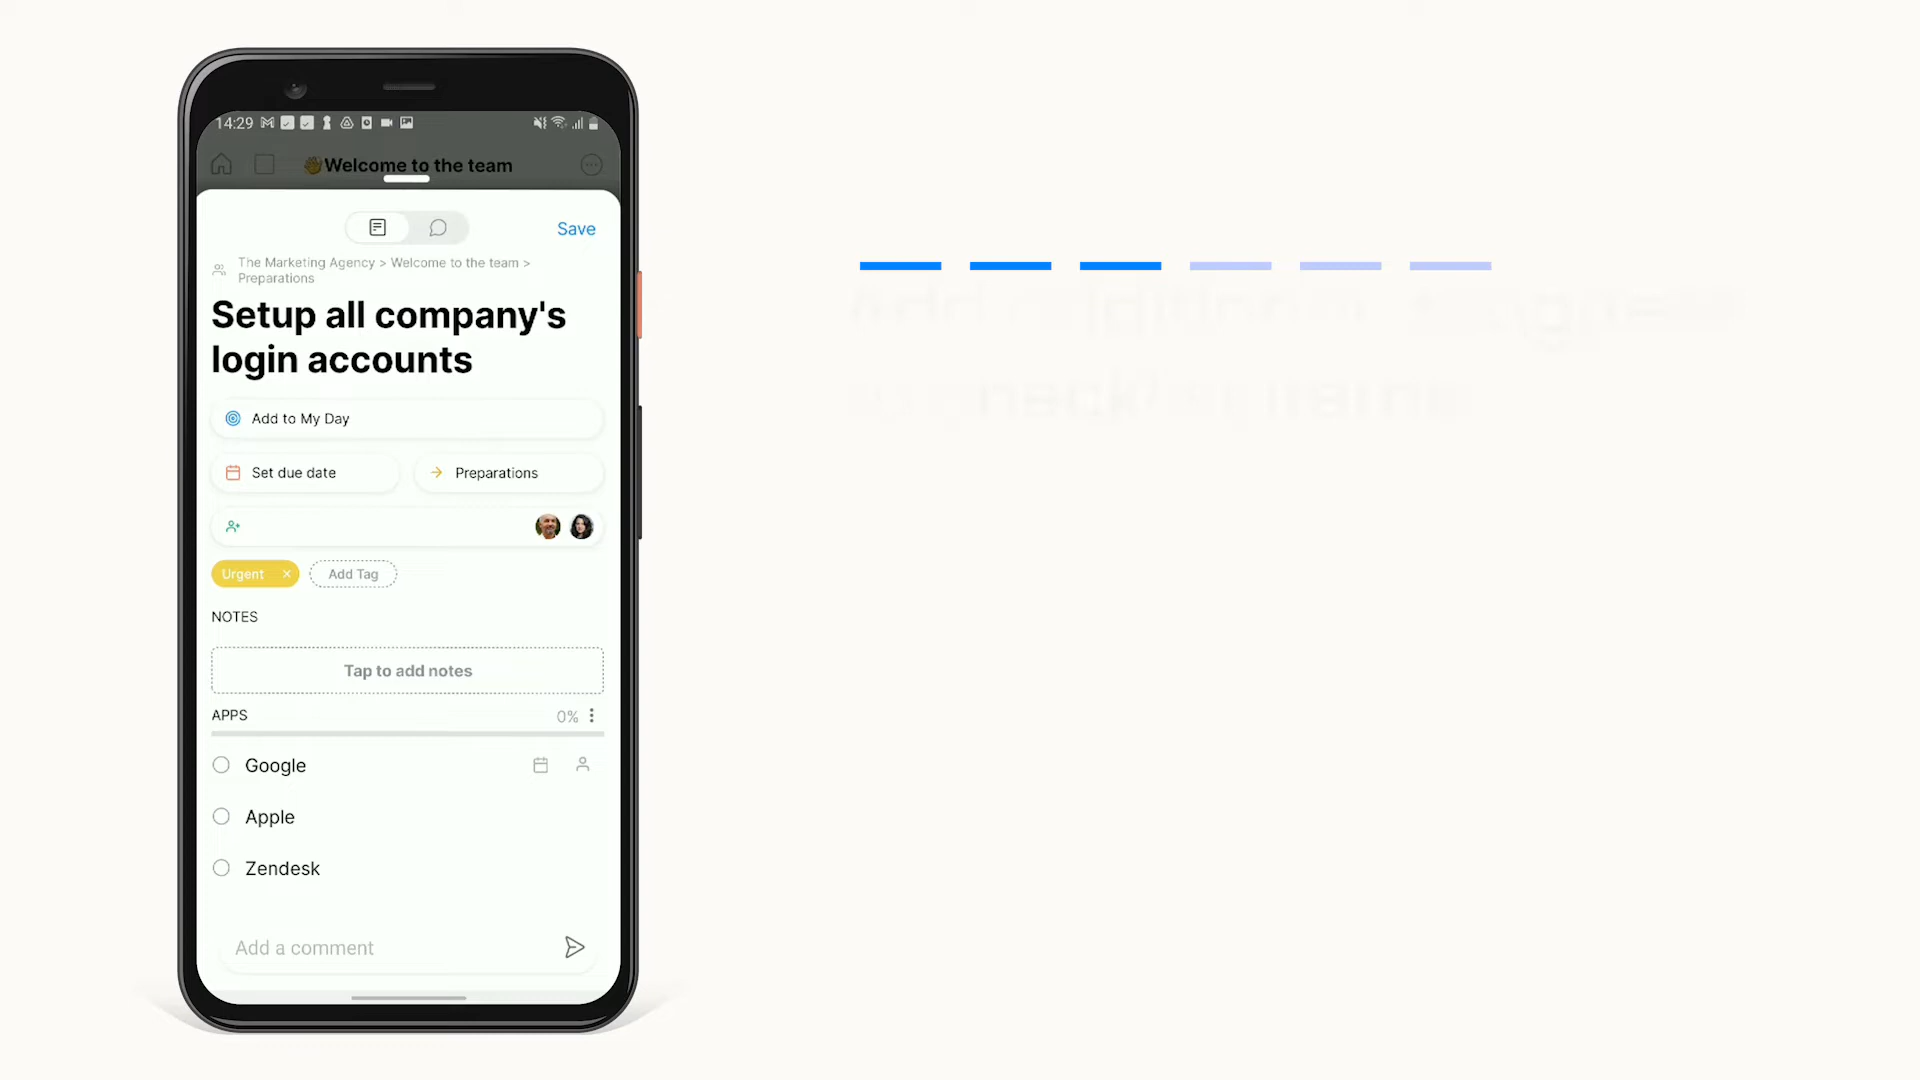 14:29
👋Welcome to the team
Save
The Marketing Agency > Welcome to the team >
Preparations
Setup all company's
login accounts
Add to My Day
Set due date
Preparations
Urgent ×
Add Tag
NOTES
Tap to add notes
APPS
0%
Google
Apple
Zendesk
Add a comment